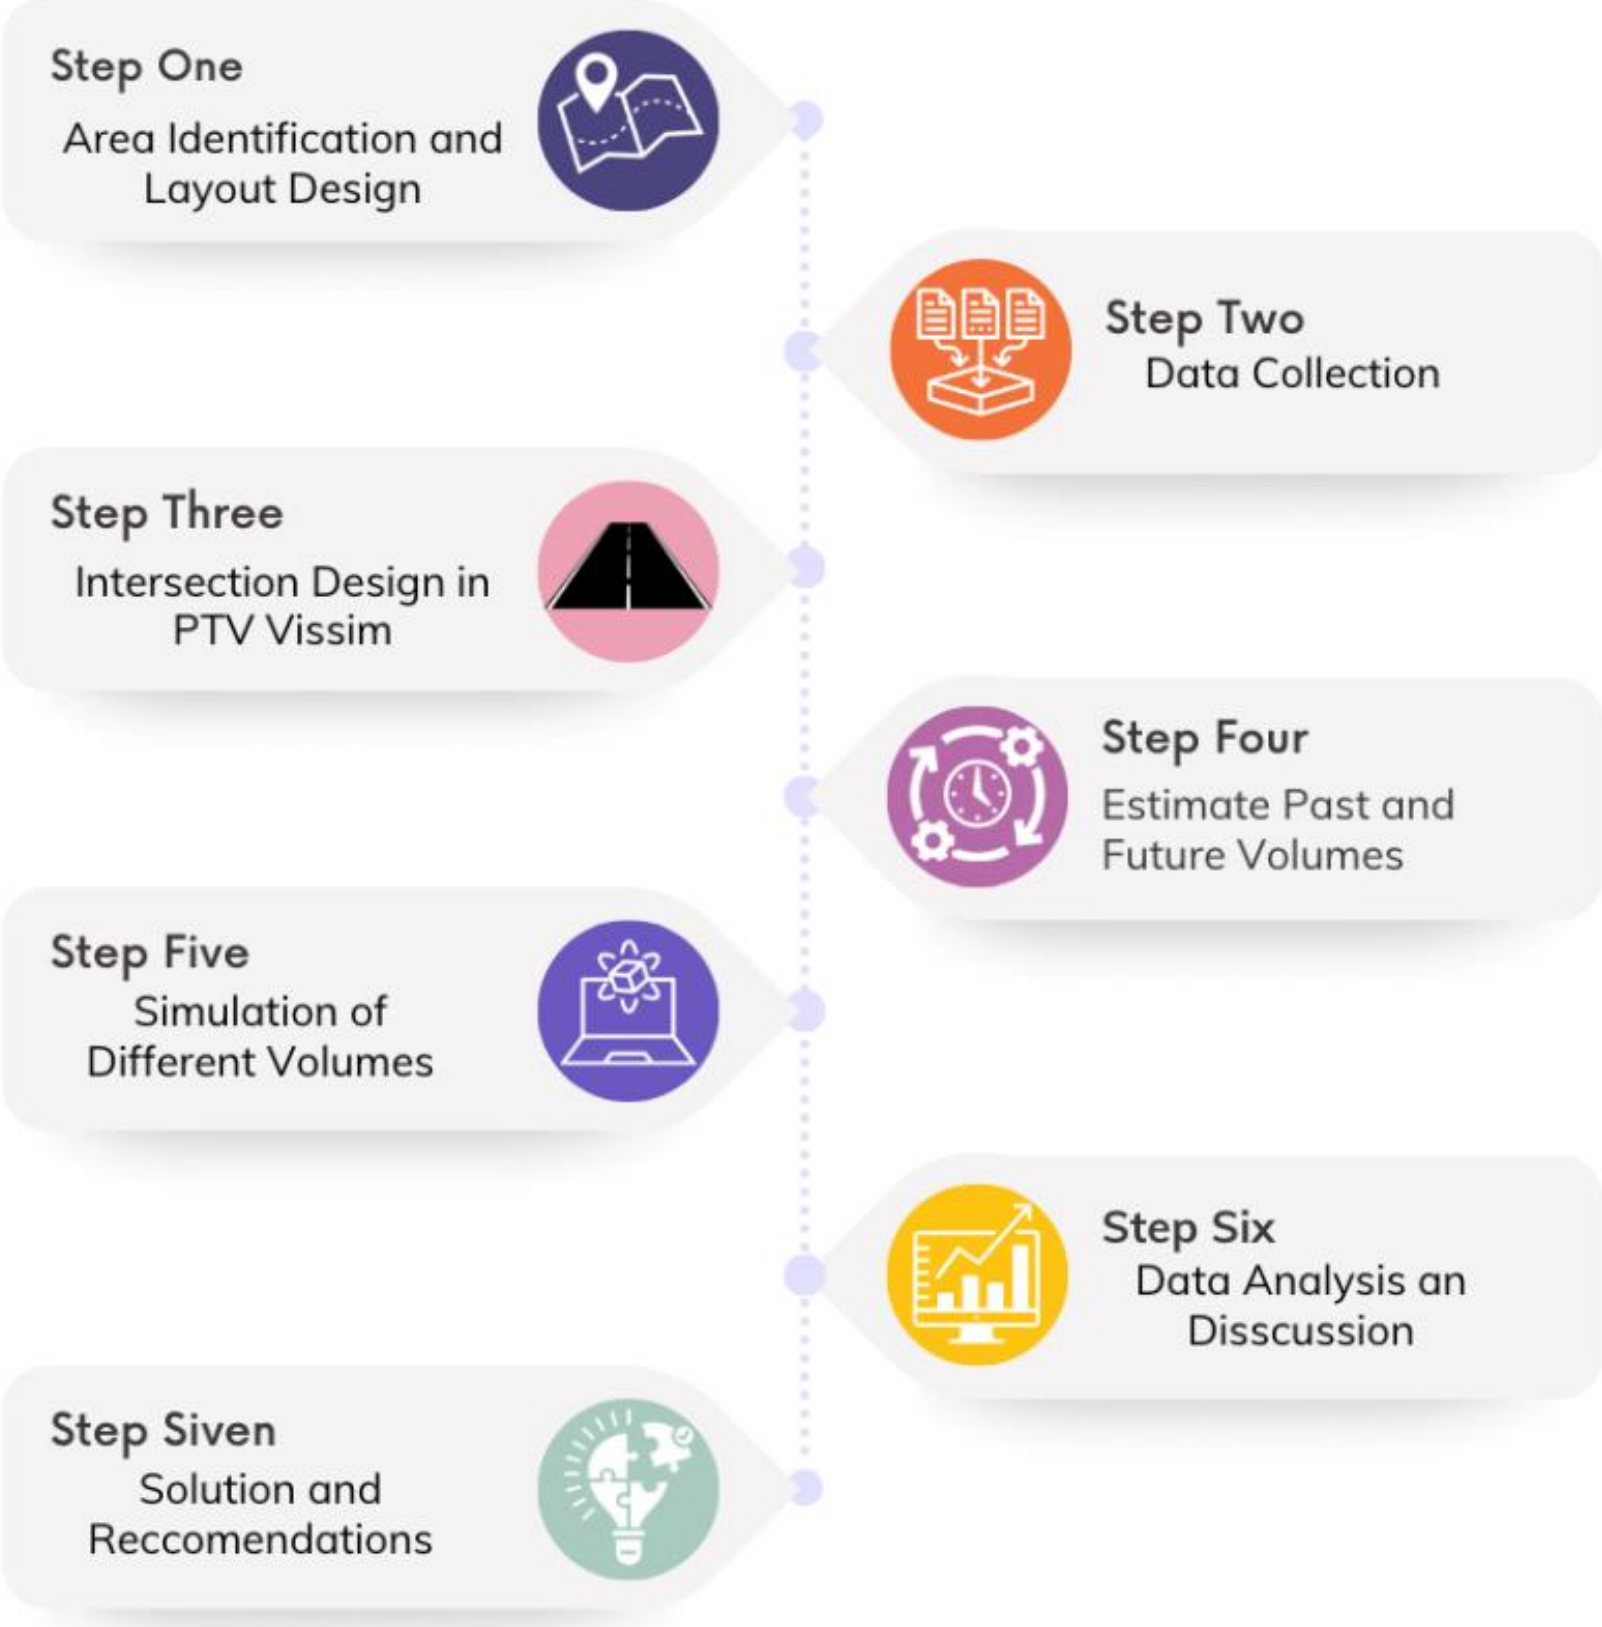 Step One
Area Identification and
Layout Design
Step Two
Data Collection
Step Three
Intersection Design in
PTV Vissim
Step Four
Estimate Past and
Future Volumes
Step Five
Simulation of
Different Volumes
Step Six
Data Analysis an
Disscussion
Step Siven
Solution and
Reccomendations